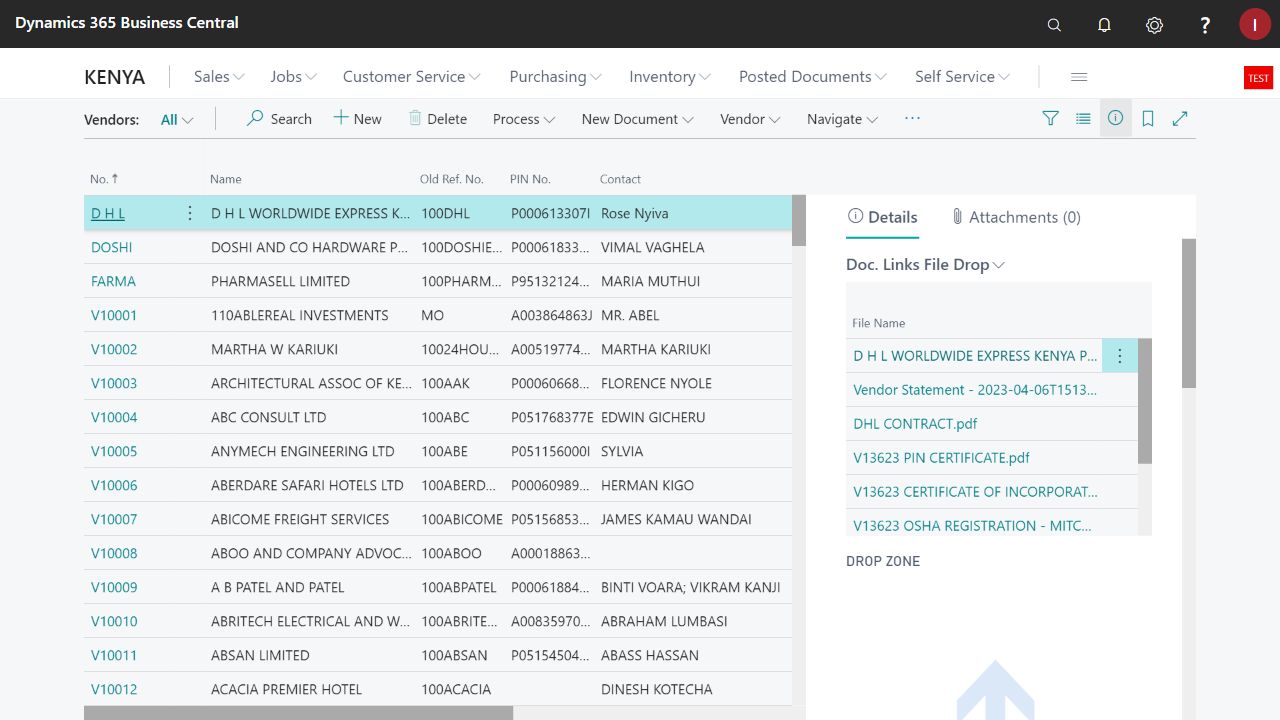 Dynamics 365 Business Central
?
I
KENYA
Sales
Jobs
Customer Service
Purchasing
Inventory
Posted Documents
Self Service
TEST
Vendors: All
Search
New
Delete
Process
New Document
Vendor
Navigate
No. ↑ Name Old Ref. No. PIN No. Contact
D H L D H L WORLDWIDE EXPRESS K... 100DHL P000613307I Rose Nyiva
DOSHI DOSHI AND CO HARDWARE P... 100DOSHIE... P00061833... VIMAL VAGHELA
FARMA PHARMASELL LIMITED 100PHARM... P95132124... MARIA MUTHUI
V10001 110ABLEREAL INVESTMENTS MO A003864863J MR. ABEL
V10002 MARTHA W KARIUKI 10024HOU... A00519774... MARTHA KARIUKI
V10003 ARCHITECTURAL ASSOC OF KE... 100AAK P00060668... FLORENCE NYOLE
V10004 ABC CONSULT LTD 100ABC P051768377E EDWIN GICHERU
V10005 ANYMECH ENGINEERING LTD 100ABE P051156000I SYLVIA
V10006 ABERDARE SAFARI HOTELS LTD 100ABERD... P00060989... HERMAN KIGO
V10007 ABICOME FREIGHT SERVICES 100ABICOME P05156853... JAMES KAMAU WANDAI
V10008 ABOO AND COMPANY ADVOC... 100ABOO A00018863...
V10009 A B PATEL AND PATEL 100ABPATEL P00061884... BINTI VOARA; VIKRAM KANJI
V10010 ABRITECH ELECTRICAL AND W... 100ABRITE... A00835970... ABRAHAM LUMBASI
V10011 ABSAN LIMITED 100ABSAN P05154504... ABASS HASSAN
V10012 ACACIA PREMIER HOTEL 100ACACIA DINESH KOTECHA
Details
Attachments (0)
Doc. Links File Drop
File Name
D H L WORLDWIDE EXPRESS KENYA P...
Vendor Statement - 2023-04-06T1513...
DHL CONTRACT.pdf
V13623 PIN CERTIFICATE.pdf
V13623 CERTIFICATE OF INCORPORAT...
V13623 OSHA REGISTRATION - MITC...
DROP ZONE